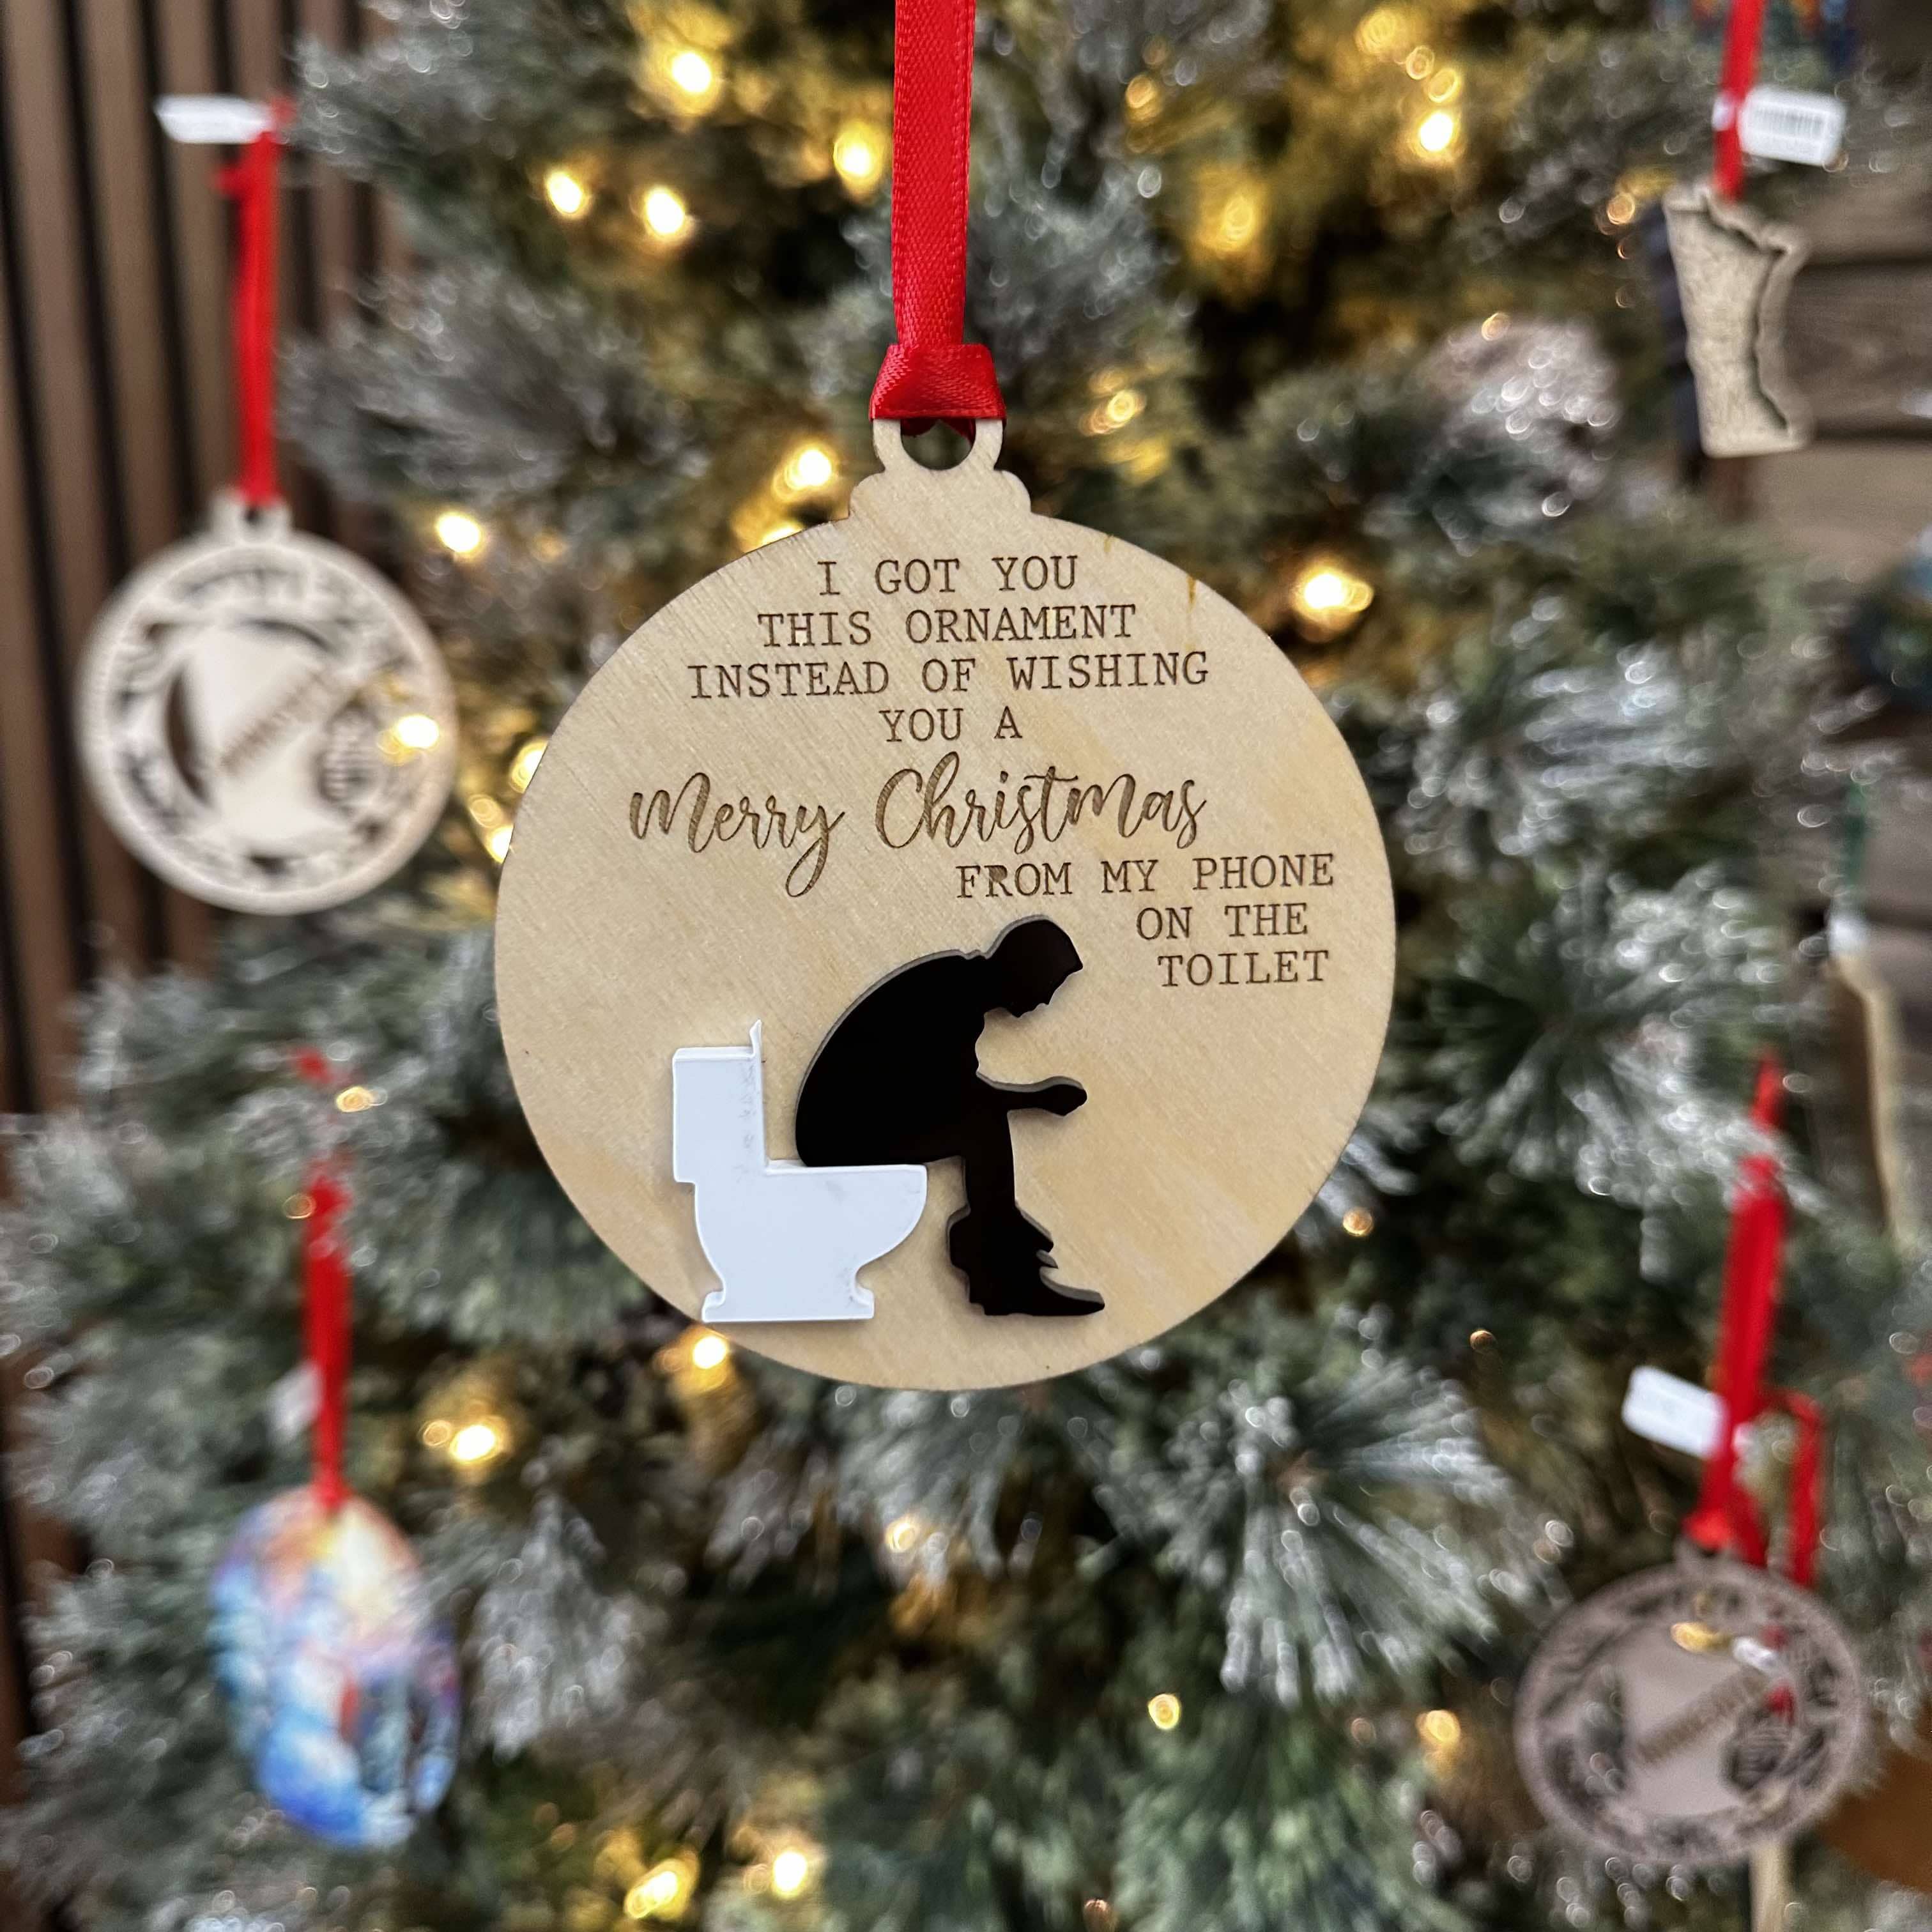 I GOT YOU
THIS ORNAMENT
INSTEAD OF WISHING
YOU A
Merry Christmas
FROM MY PHONE
ON THE
TOILET